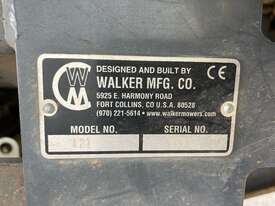 W
C
M
CE
DESIGNED AND BUILT BY
WALKER MFG. CO.
5925 E. HARMONY ROAD
FORT COLLINS, CO U.S.A. 80528
(970) 221-5614 • www.walkermowers.com
MODEL NO. SERIAL NO.